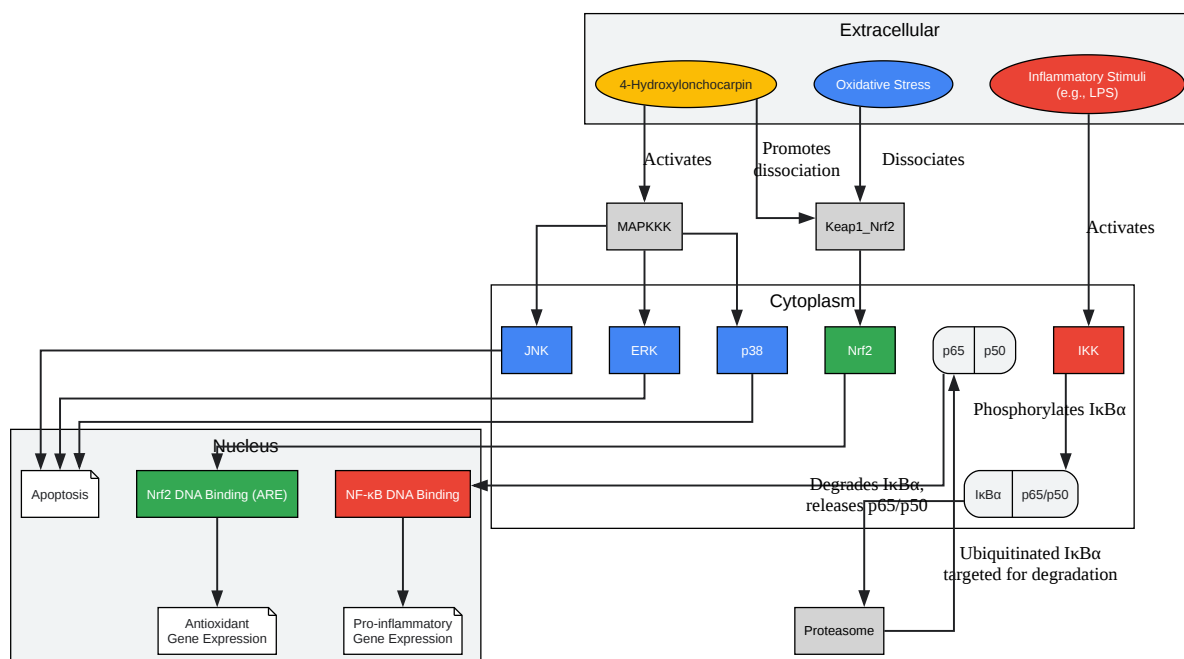 Extracellular
4-Hydroxylonchocarpin
Oxidative Stress
Inflammatory Stimuli
(e.g., LPS)
Activates
Promotes
dissociation
Dissociates
MAPKKK
Keap1_Nrf2
Activates
Cytoplasm
JNK
ERK
p38
Nrf2
p65
p50
IKK
Phosphorylates IκBα
Nucleus
Apoptosis
Nrf2 DNA Binding (ARE)
NF-κB DNA Binding
Degrades IκBα,
releases p65/p50
IκBα
p65/p50
Ubiquitinated IκBα
targeted for degradation
Antioxidant
Gene Expression
Pro-inflammatory
Gene Expression
Proteasome